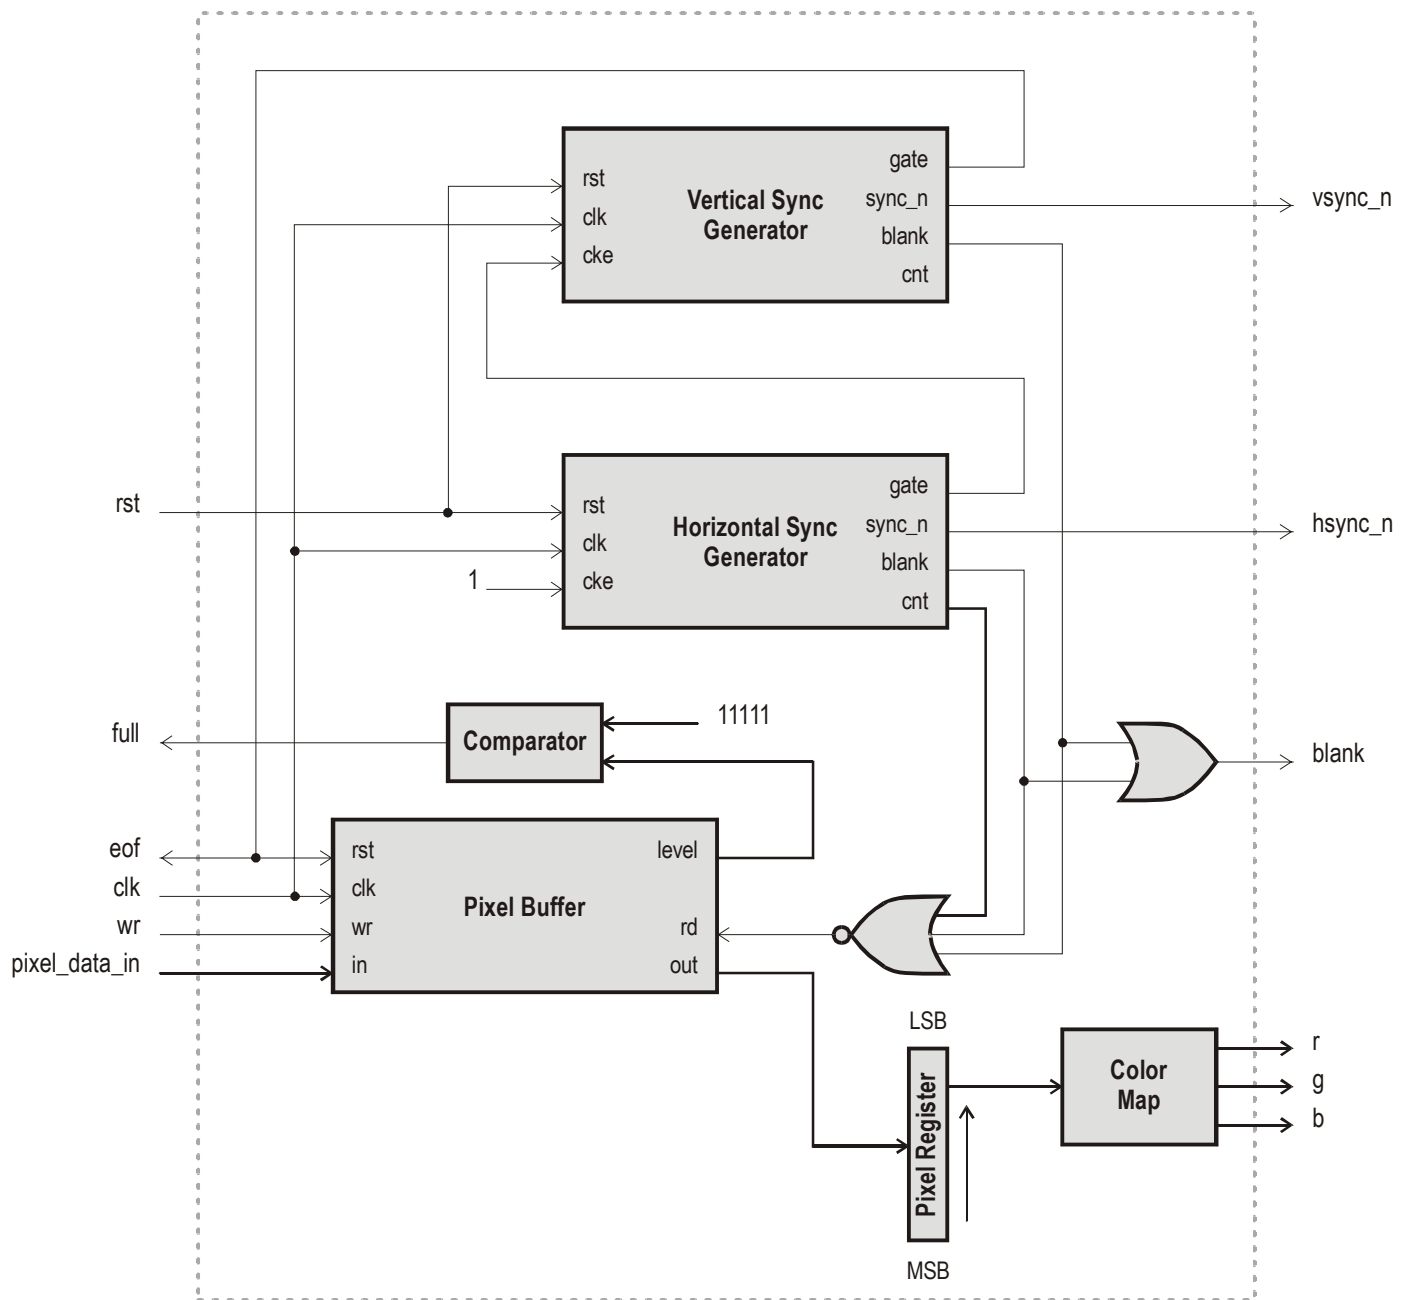 gate
rst
Vertical Sync
Generator
sync_n
vsync_n
clk
blank
cke
cnt
gate
rst
rst
Horizontal Sync
Generator
sync_n
hsync_n
clk
blank
1
cke
cnt
11111
full
Comparator
blank
eof
rst
level
clk
clk
Pixel Buffer
wr
wr
rd
pixel_data_in
in
out
LSB
Pixel Register
MSB
Color
Map
r
g
b